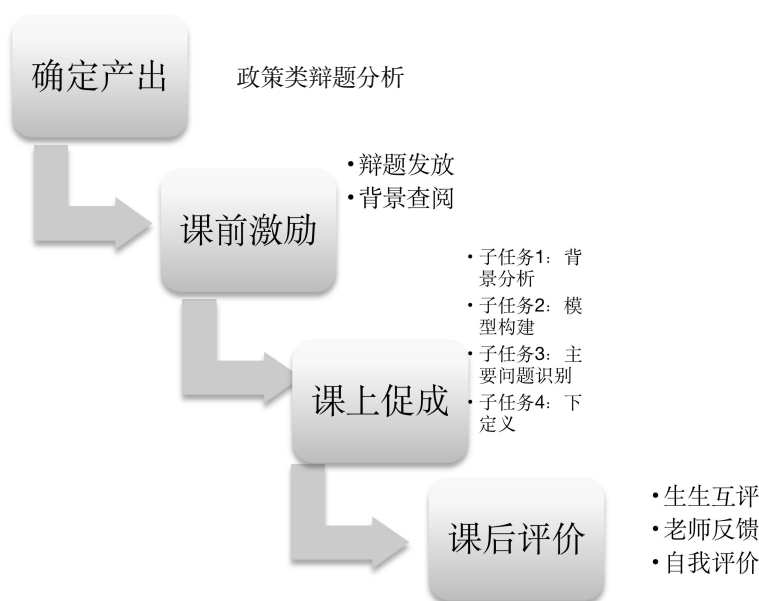 确定产出
政策类辩题分析
课前激励
•辩题发放
•背景查阅
课上促成
•子任务1：背
景分析
•子任务2：模
型构建
•子任务3：主
要问题识别
•子任务4：下
定义
课后评价
•生生互评
•老师反馈
•自我评价